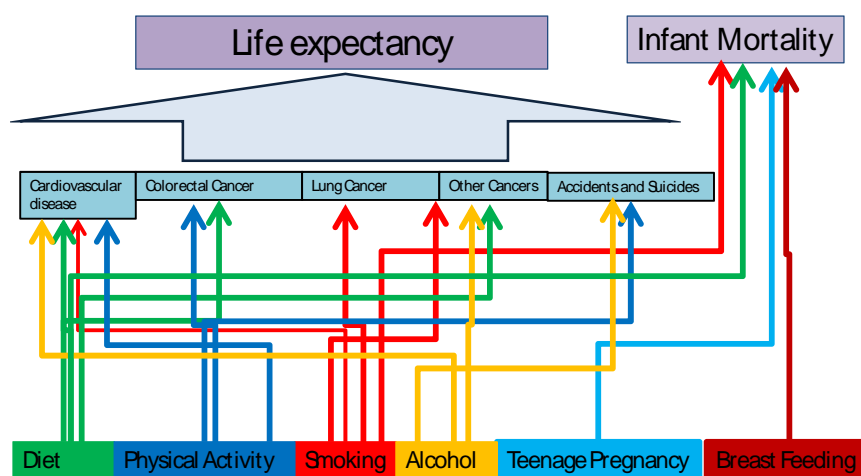 Life expectancy
Infant Mortality
Cardiovascular
disease
Colorectal Cancer
Lung Cancer
Other Cancers
Accidents and Suicides
Diet
Physical Activity
Smoking
Alcohol
Teenage Pregnancy
Breast Feeding